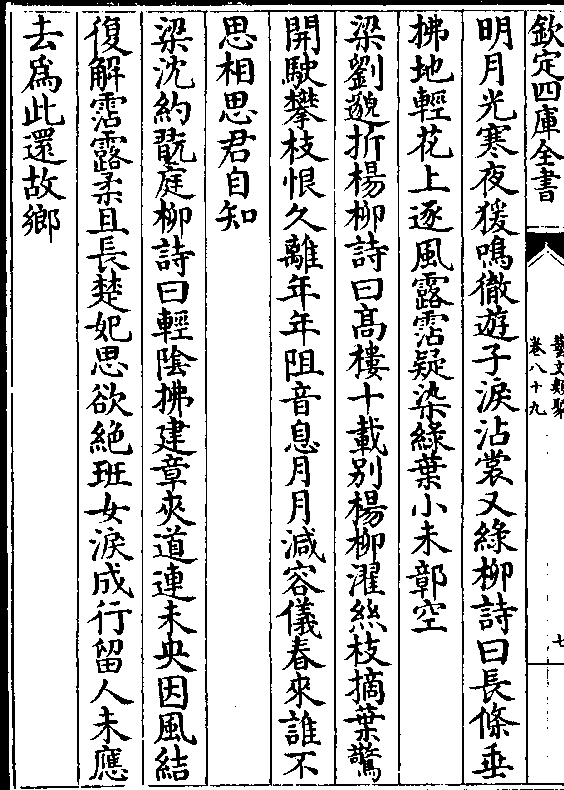 欽定四庫全書
藝文類聚
卷八十九
七
明月光寒夜猨鳴徹遊子淚沾裳又綠柳詩曰長條垂
拂地輕花上逐風露霑疑染綠葉小未鄣空
梁劉邈折楊柳詩曰高樓十載别楊柳濯絲枝摘葉驚
開駛攀枝恨久離年年阻音息月月減容儀春來誰不
思相思君自知
梁沈約翫庭柳詩曰輕陰拂建章夾道連未央因風結
復解霑露柔且長楚妃思欲絶班女淚成行留人未應
去爲此還故鄉